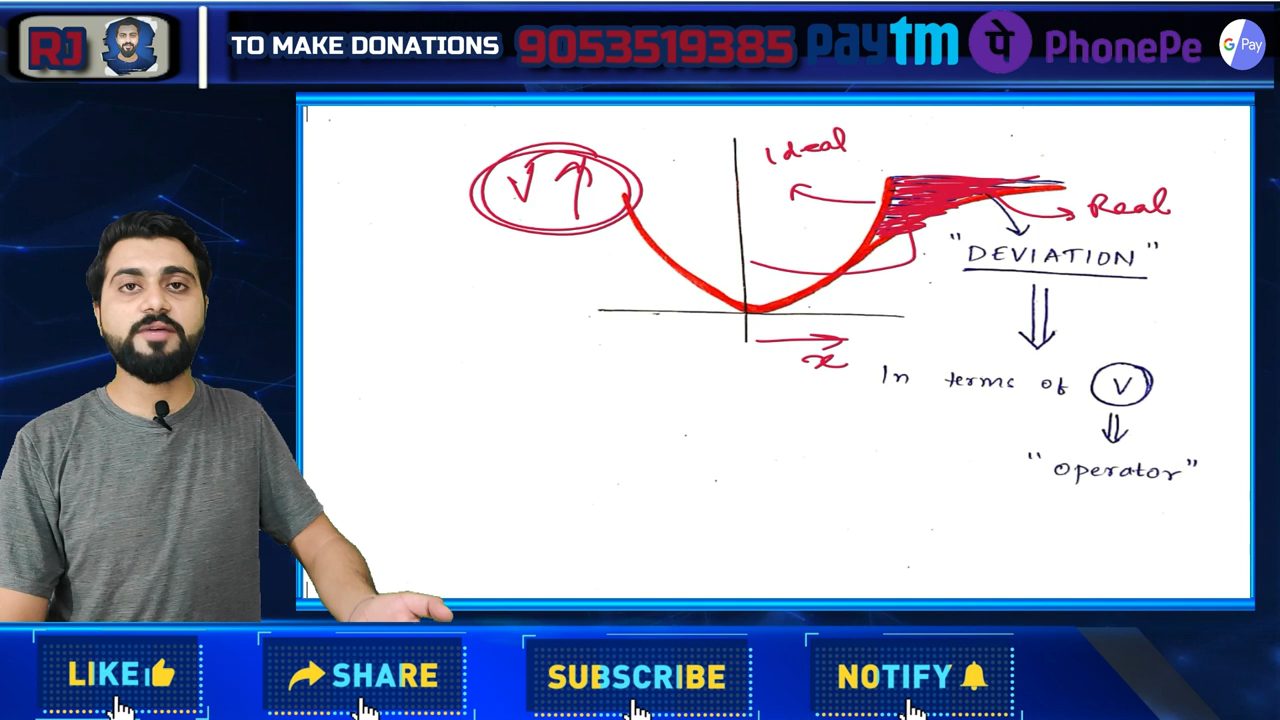 RJ
TO MAKE DONATIONS 9053519385 paytm पे PhonePe G Pay
Ideal
V ↑
Real
"DEVIATION"
x
In terms of V
"operator"
LIKE
SHARE
SUBSCRIBE
NOTIFY